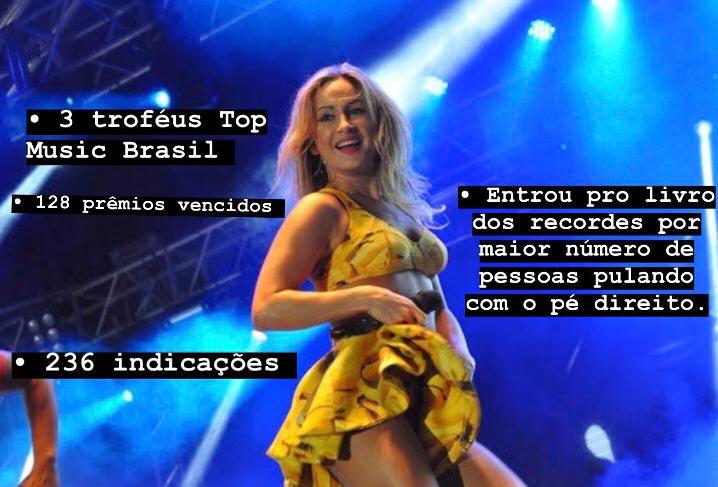 • 3 troféus Top
Music Brasil
• 128 prêmios vencidos
• 236 indicações
• Entrou pro livro
dos recordes por
maior número de
pessoas pulando
com o pé direito.